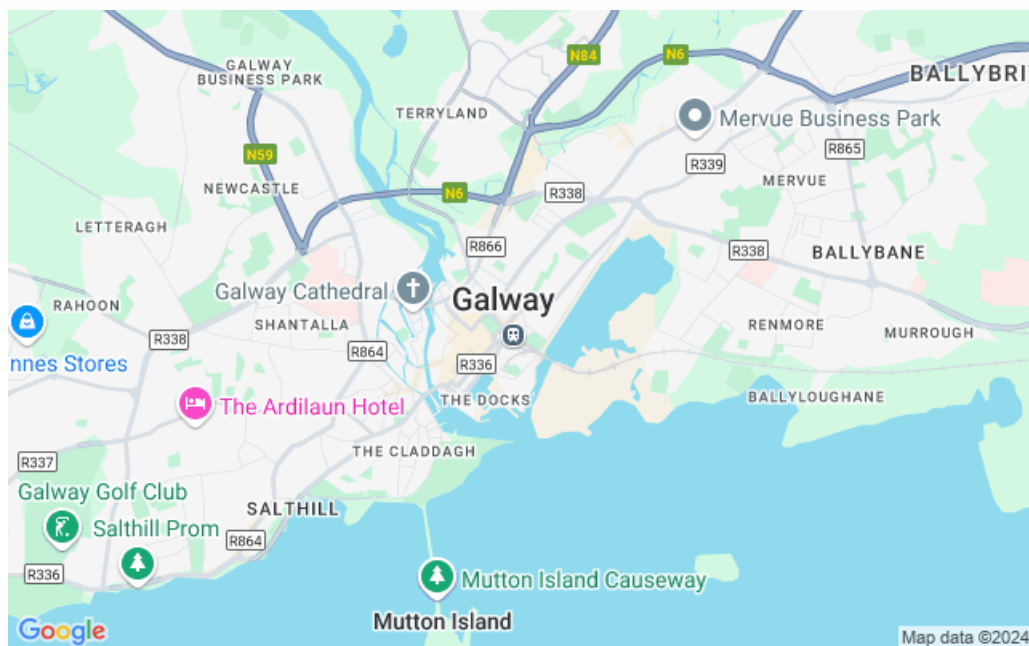 GALWAY
BUSINESS PARK
N84
N6
BALLYBRI
TERRYLAND
Mervue Business Park
N59
R339
R865
NEWCASTLE
N6
R338
MERVUE
LETTERAGH
R866
R338
BALLYBANE
Galway Cathedral
Galway
RAHOON
SHANTALLA
RENMORE
MURROUGH
R338
R864
nnes Stores
R336
The Ardilaun Hotel
THE DOCKS
BALLYLOUGHANE
THE CLADDAGH
R337
Galway Golf Club
SALTHILL
Salthill Prom
R864
R336
Mutton Island Causeway
Mutton Island
Google
Map data ©2024